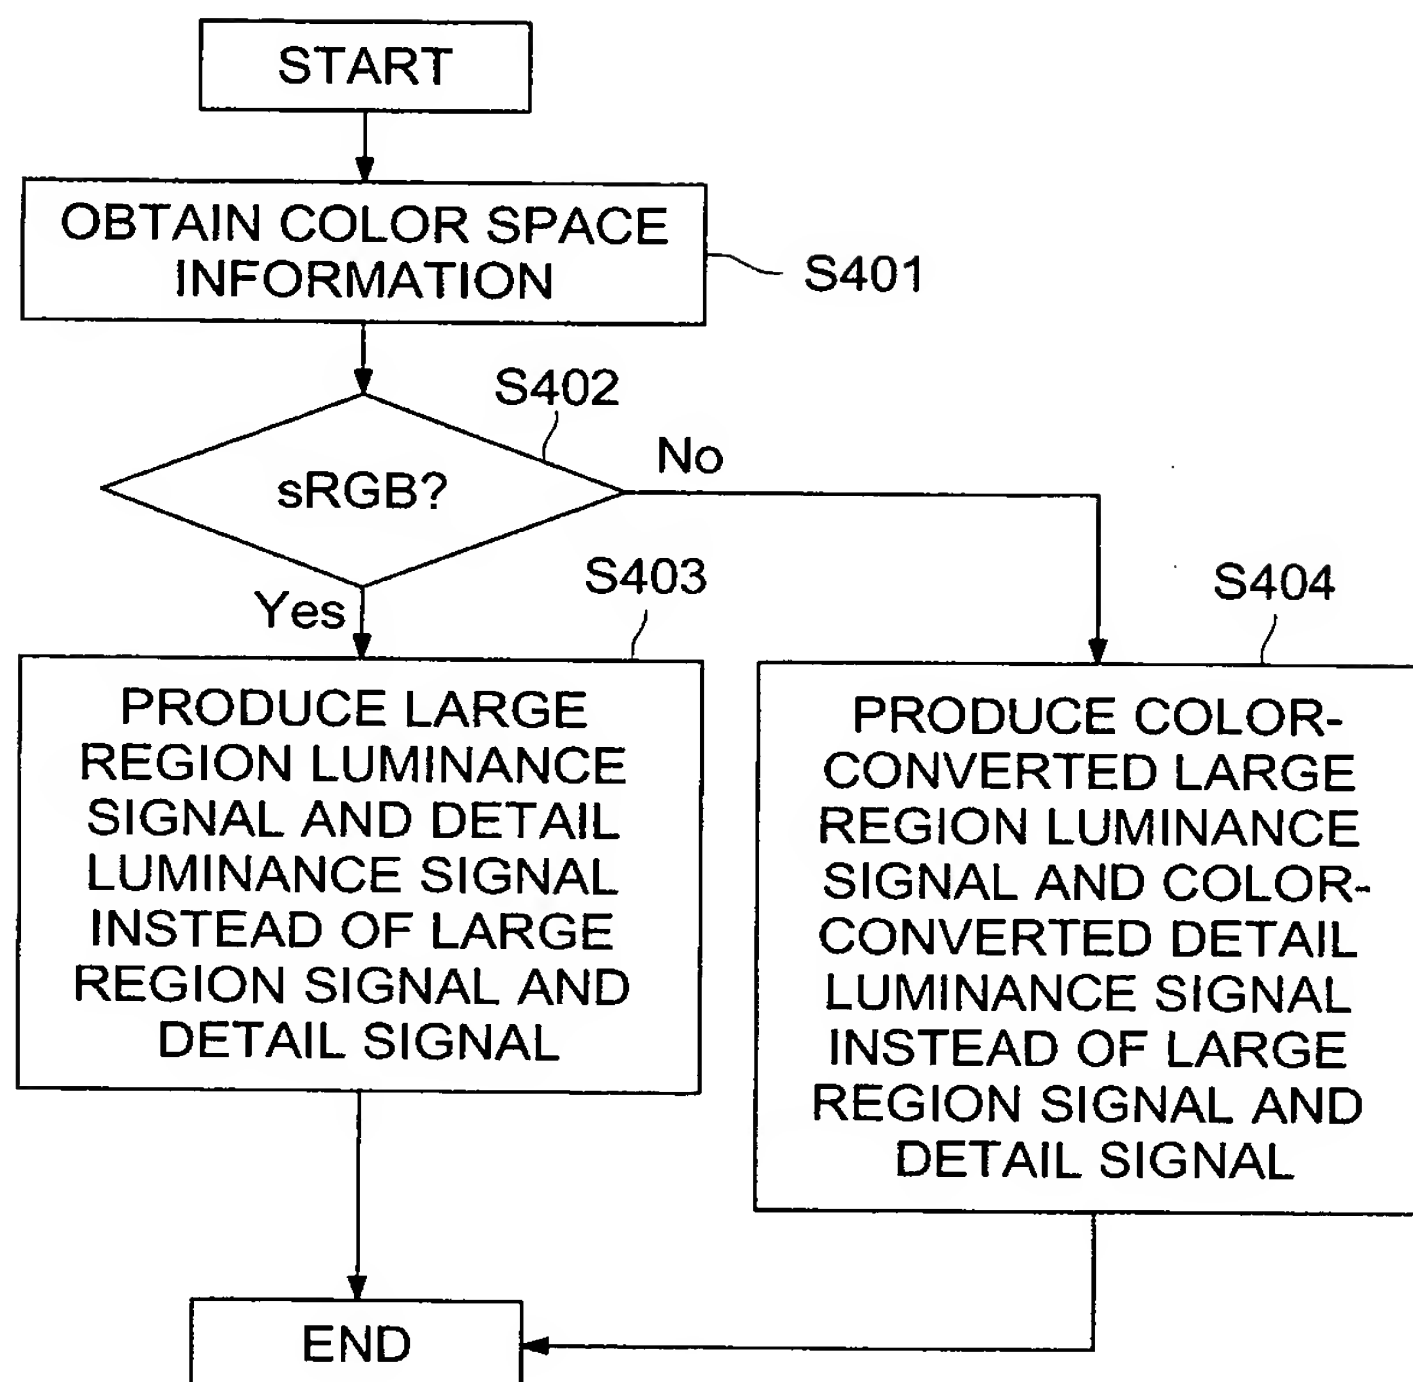 START
OBTAIN COLOR SPACE
INFORMATION
S401
S402
sRGB?
No
Yes
S403
PRODUCE LARGE
REGION LUMINANCE
SIGNAL AND DETAIL
LUMINANCE SIGNAL
INSTEAD OF LARGE
REGION SIGNAL AND
DETAIL SIGNAL
S404
PRODUCE COLOR-
CONVERTED LARGE
REGION LUMINANCE
SIGNAL AND COLOR-
CONVERTED DETAIL
LUMINANCE SIGNAL
INSTEAD OF LARGE
REGION SIGNAL AND
DETAIL SIGNAL
END